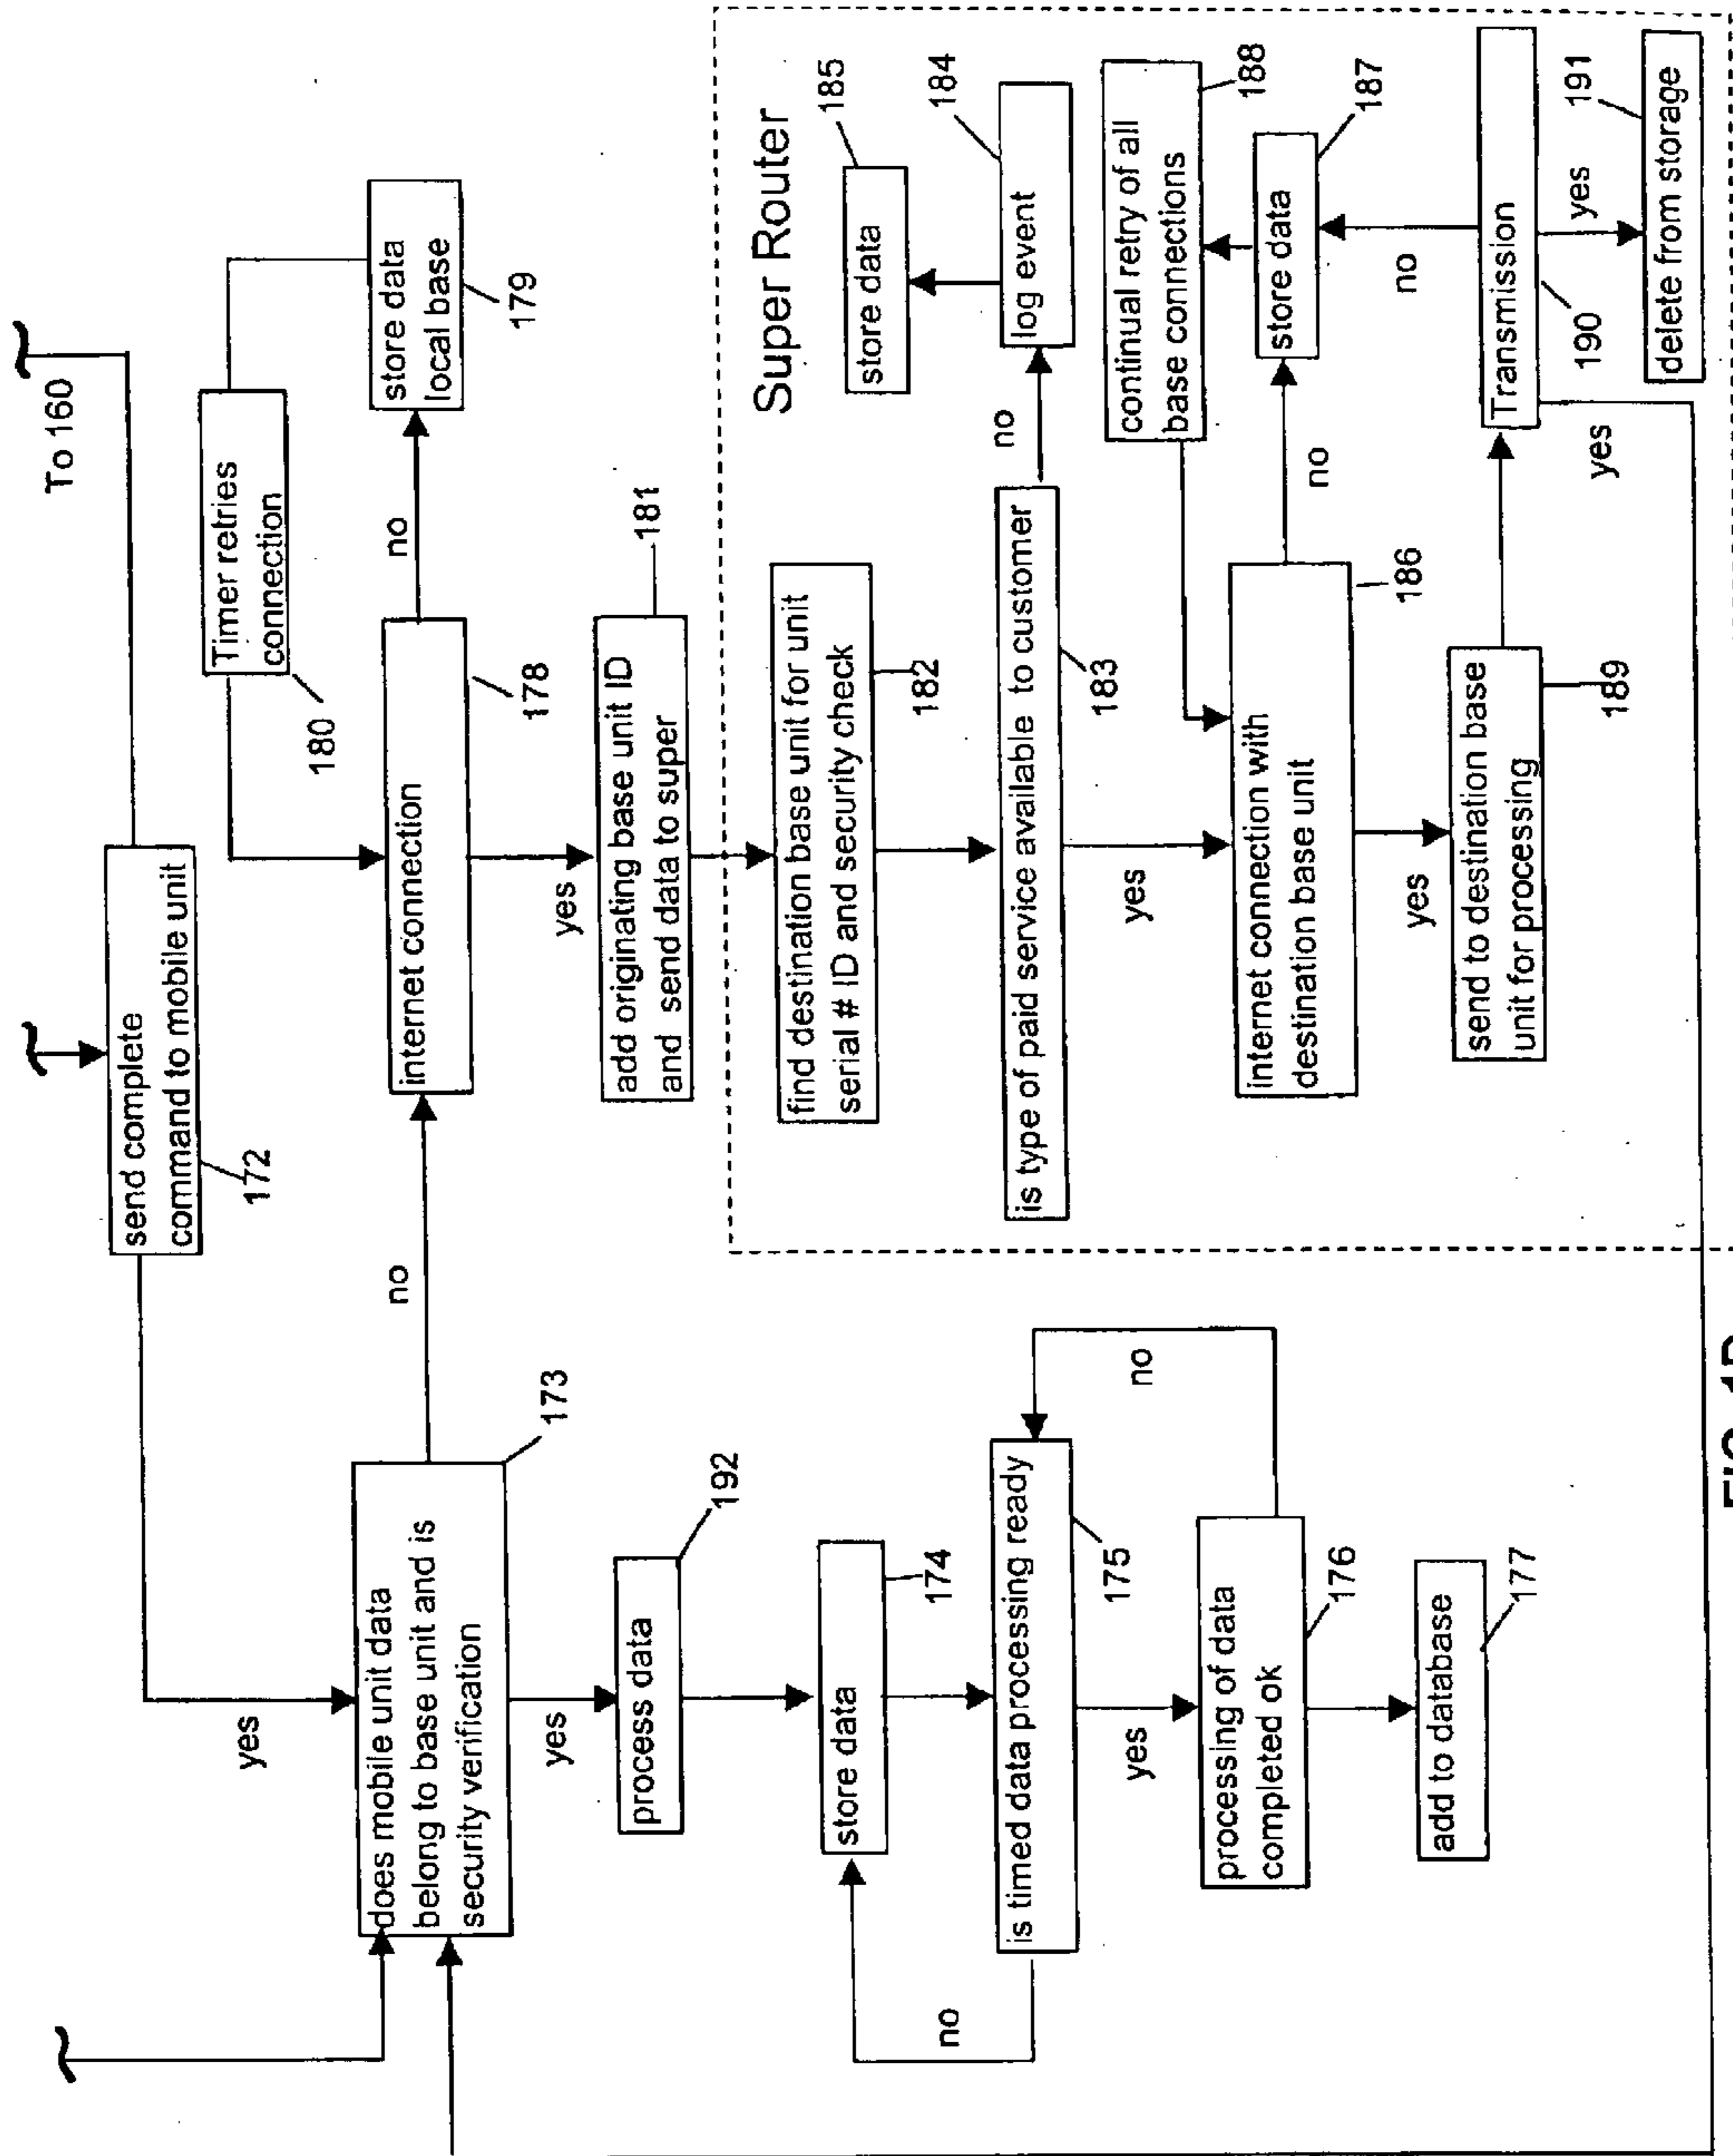 To 160
send complete
command to mobile unit
172
yes
no
Timer retries
connection
180
store data
local base
179
does mobile unit data
belong to base unit and is
security verification
173
no
internet connection
178
no
yes
yes
process data
192
add originating base unit ID
and send data to super
181
Super Router
store data
185
find destination base unit for unit
serial # ID and security check
182
store data
174
log event
184
is timed data processing ready
175
no
no
is type of paid service available to customer
183
no
yes
yes
continual retry of all
base connections
188
processing of data
completed ok
176
internet connection with
destination base unit
186
no
store data
187
yes
no
add to database
177
send to destination base
unit for processing
189
Transmission
190
yes
yes
delete from storage
191